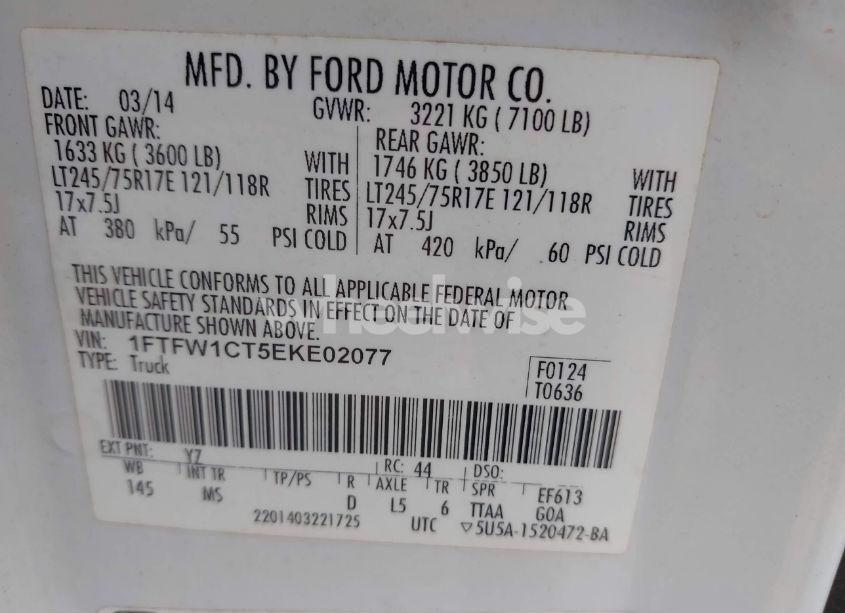 MFD. BY FORD MOTOR CO.
DATE: 03/14 GVWR: 3221 KG ( 7100 LB)
FRONT GAWR: REAR GAWR:
1633 KG ( 3600 LB) WITH 1746 KG ( 3850 LB) WITH
LT245/75R17E 121/118R TIRES LT245/75R17E 121/118R TIRES
17x7.5J RIMS 17x7.5J RIMS
AT 380 kPa/ 55 PSI COLD AT 420 kPa/ 60 PSI COLD
THIS VEHICLE CONFORMS TO ALL APPLICABLE FEDERAL MOTOR
VEHICLE SAFETY STANDARDS IN EFFECT ON THE DATE OF
MANUFACTURE SHOWN ABOVE.
VIN: 1FTFW1CT5EKE02077
TYPE: Truck
F0124
T0636
EXT PNT: YZ RC: 44 DSO:
WB INT TR TP/PS R AXLE TR SPR EF613
145 MS D L5 6 TTAA GOA
2201403221725 UTC ▽5U5A-1520472-BA